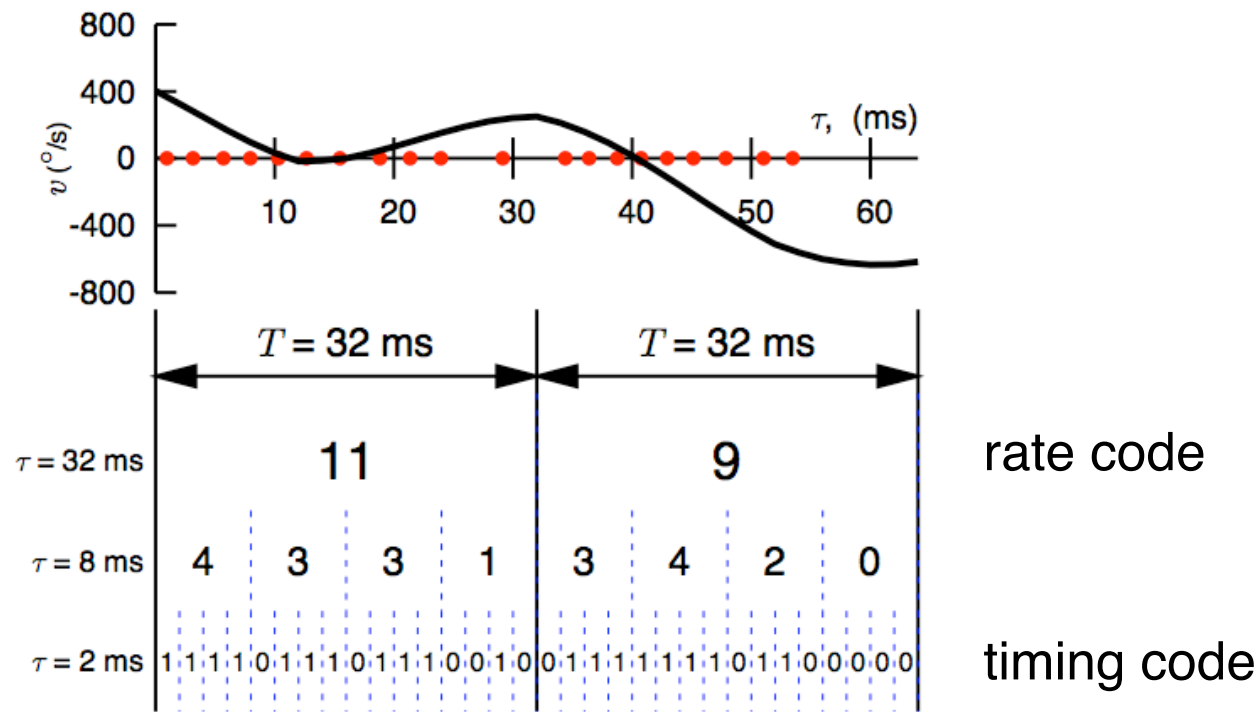 800
400
0
-400
-800
v (°/s)
τ, (ms)
10 20 30 40 50 60
T = 32 ms T = 32 ms
τ = 32 ms 11 9 rate code
τ = 8 ms 4 3 3 1 3 4 2 0
τ = 2 ms 1 1 1 1 0 1 1 1 0 1 1 1 0 0 1 0 0 1 1 1 1 1 1 1 0 1 1 0 0 0 0 0 timing code